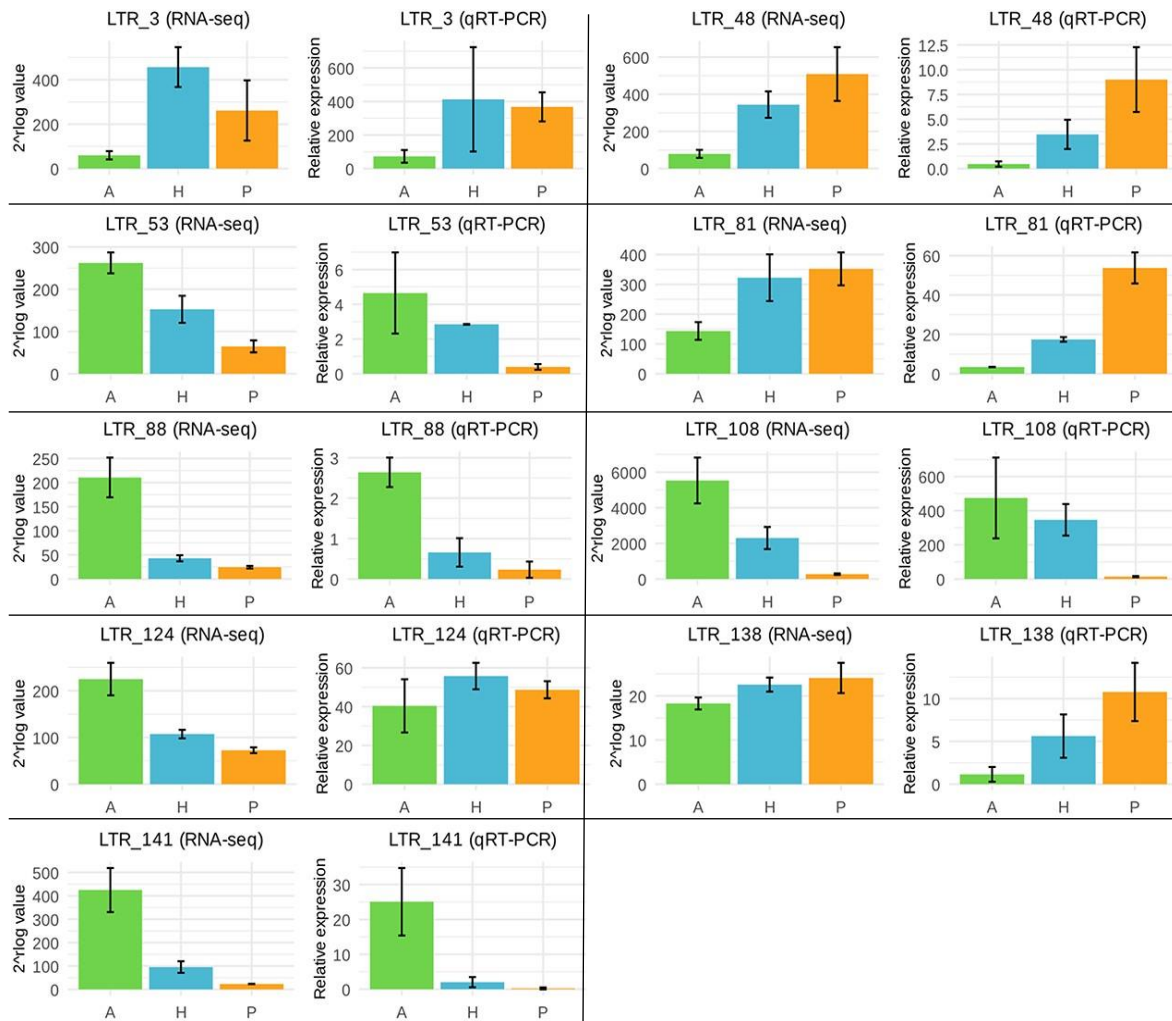 LTR_3 (RNA-seq)
2^rlog value
400
200
0
A H P
LTR_3 (qRT-PCR)
Relative expression
600
400
200
0
A H P
LTR_48 (RNA-seq)
2^rlog value
600
400
200
0
A H P
LTR_48 (qRT-PCR)
Relative expression
12.5
10.0
7.5
5.0
2.5
0.0
A H P
LTR_53 (RNA-seq)
2^rlog value
300
200
100
0
A H P
LTR_53 (qRT-PCR)
Relative expression
6
4
2
0
A H P
LTR_81 (RNA-seq)
2^rlog value
400
300
200
100
0
A H P
LTR_81 (qRT-PCR)
Relative expression
60
40
20
0
A H P
LTR_88 (RNA-seq)
2^rlog value
250
200
150
100
50
0
A H P
LTR_88 (qRT-PCR)
Relative expression
3
2
1
0
A H P
LTR_108 (RNA-seq)
2^rlog value
6000
4000
2000
0
A H P
LTR_108 (qRT-PCR)
Relative expression
600
400
200
0
A H P
LTR_124 (RNA-seq)
2^rlog value
200
100
0
A H P
LTR_124 (qRT-PCR)
Relative expression
60
40
20
0
A H P
LTR_138 (RNA-seq)
2^rlog value
20
10
0
A H P
LTR_138 (qRT-PCR)
Relative expression
10
5
0
A H P
LTR_141 (RNA-seq)
2^rlog value
500
400
300
200
100
0
A H P
LTR_141 (qRT-PCR)
Relative expression
30
20
10
0
A H P